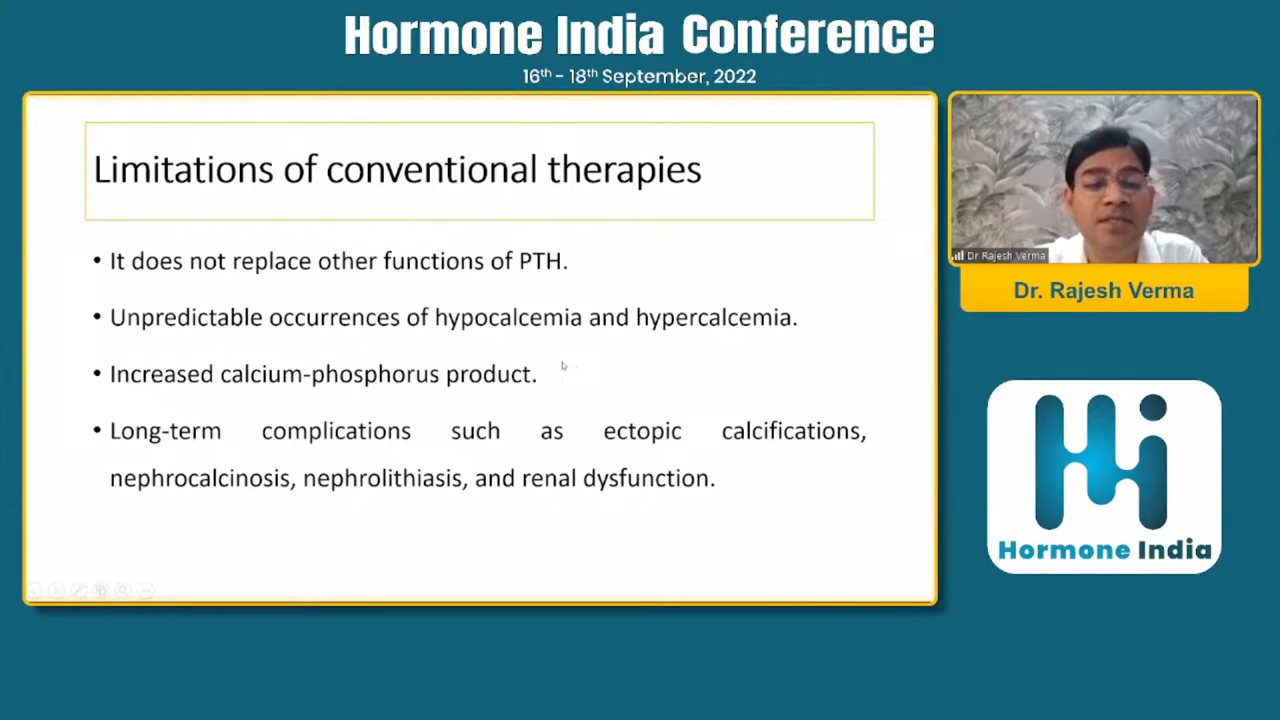 Hormone India Conference
16th - 18th September, 2022
Limitations of conventional therapies
• It does not replace other functions of PTH.
• Unpredictable occurrences of hypocalcemia and hypercalcemia.
• Increased calcium-phosphorus product.
• Long-term complications such as ectopic calcifications,
nephrocalcinosis, nephrolithiasis, and renal dysfunction.
Dr Rajesh Verma
Dr. Rajesh Verma
Hormone India